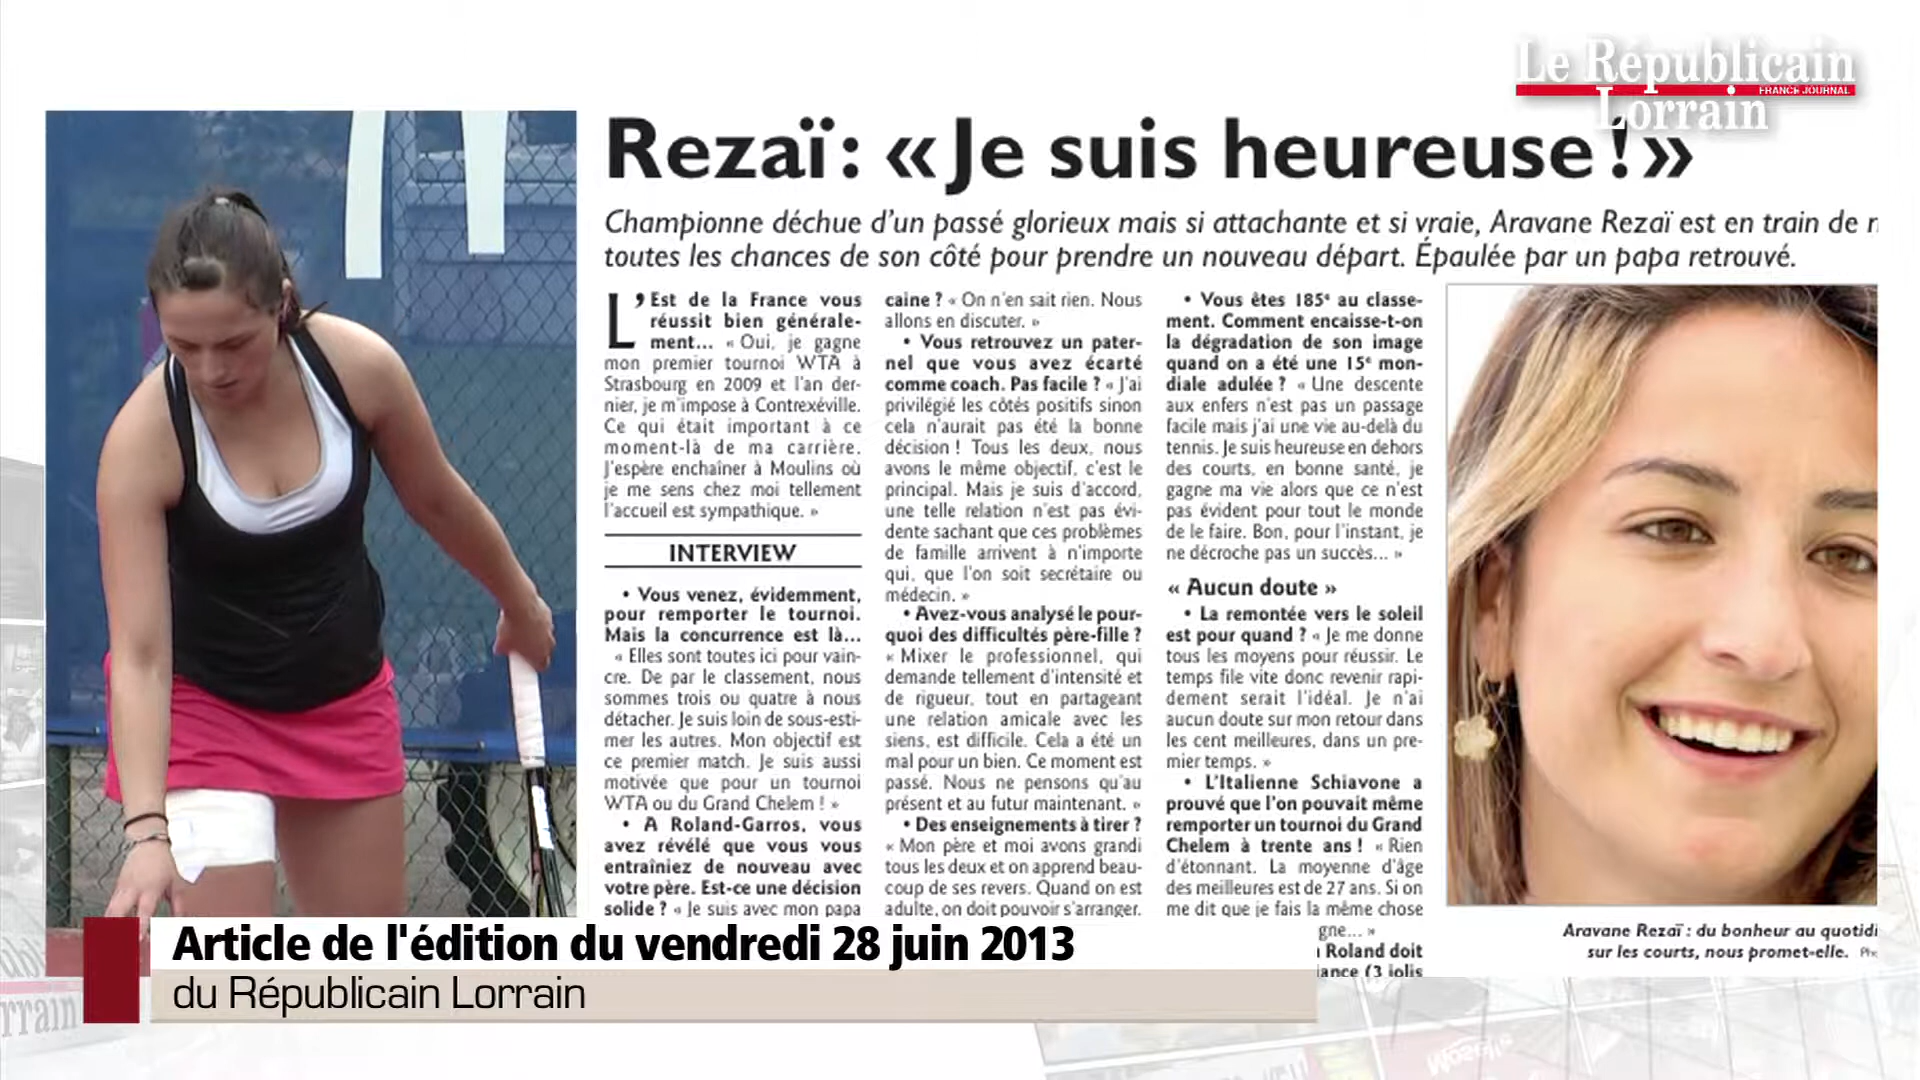 Le Républicain
FRANCE JOURNAL
Lorrain
Rezaï : « Je suis heureuse ! »
Championne déchue d’un passé glorieux mais si attachante et si vraie, Aravane Rezaï est en train de
toutes les chances de son côté pour prendre un nouveau départ. Épaulée par un papa retrouvé.
L’Est de la France vous
réussit bien générale-
ment... « Oui, je gagne
mon premier tournoi WTA à
Strasbourg en 2009 et l’an der-
nier, je m’impose à Contrexéville.
Ce qui était important à ce
moment-là de ma carrière.
J’espère enchaîner à Moulins où
je me sens chez moi tellement
l’accueil est sympathique. »
INTERVIEW
• Vous venez, évidemment,
pour remporter le tournoi.
Mais la concurrence est là...
« Elles sont toutes ici pour vain-
cre. De par le classement, nous
sommes trois ou quatre à nous
détacher. Je suis loin de sous-esti-
mer les autres. Mon objectif est
ce premier match. Je suis aussi
motivée que pour un tournoi
WTA ou du Grand Chelem ! »
• A Roland-Garros, vous
avez révélé que vous vous
entraîniez de nouveau avec
votre père. Est-ce une décision
solide ? « Je suis avec mon papa
caine ? « On n’en sait rien. Nous
allons en discuter. »
• Vous retrouvez un pater-
nel que vous avez écarté
comme coach. Pas facile ? « J’ai
privilégié les côtés positifs sinon
cela n’aurait pas été la bonne
décision ! Tous les deux, nous
avons le même objectif, c’est le
principal. Mais je suis d’accord,
une telle relation n’est pas évi-
dente sachant que ces problèmes
de famille arrivent à n’importe
qui, que l’on soit secrétaire ou
médecin. »
• Avez-vous analysé le pour-
quoi des difficultés père-fille ?
« Mixer le professionnel, qui
demande tellement d’intensité et
de rigueur, tout en partageant
une relation amicale avec les
siens, est difficile. Cela a été un
mal pour un bien. Ce moment est
passé. Nous ne pensons qu’au
présent et au futur maintenant. »
• Des enseignements à tirer ?
« Mon père et moi avons grandi
tous les deux et on apprend beau-
coup de ses revers. Quand on est
adulte, on doit pouvoir s’arranger.
• Vous êtes 185e au classe-
ment. Comment encaisse-t-on
la dégradation de son image
quand on a été une 15e mon-
diale adulée ? « Une descente
aux enfers n’est pas un passage
facile mais j’ai une vie au-delà du
tennis. Je suis heureuse en dehors
des courts, en bonne santé, je
gagne ma vie alors que ce n’est
pas évident pour tout le monde
de le faire. Bon, pour l’instant, je
ne décroche pas un succès... »
« Aucun doute »
• La remontée vers le soleil
est pour quand ? « Je me donne
tous les moyens pour réussir. Le
temps file vite donc revenir rapi-
dement serait l’idéal. Je n’ai
aucun doute sur mon retour dans
les cent meilleures, dans un pre-
mier temps. »
• L’Italienne Schiavone a
prouvé que l’on pouvait même
remporter un tournoi du Grand
Chelem à trente ans ! « Rien
d’étonnant. La moyenne d’âge
des meilleures est de 27 ans. Si on
me dit que je fais la même chose
gne... »
Roland doit
iance (3 jolis
Aravane Rezaï : du bonheur au quotidi
sur les courts, nous promet-elle.
Article de l'édition du vendredi 28 juin 2013
du Républicain Lorrain